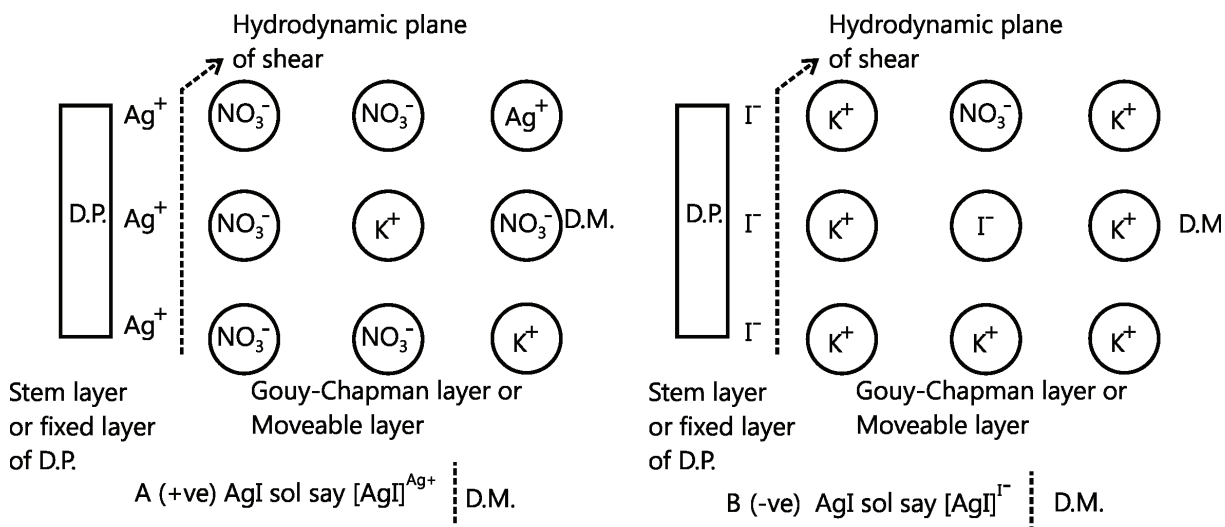 Hydrodynamic plane
of shear
Ag⁺ NO₃⁻ NO₃⁻ Ag⁺
D.P. Ag⁺ NO₃⁻ K⁺ NO₃⁻ D.M.
Ag⁺ NO₃⁻ NO₃⁻ K⁺
Stem layer
or fixed layer
of D.P.
Gouy-Chapman layer or
Moveable layer
A (+ve) AgI sol say [AgI]ᴬᵍ⁺ D.M.
Hydrodynamic plane
of shear
I⁻ K⁺ NO₃⁻ K⁺
D.P. I⁻ K⁺ I⁻ K⁺ D.M
I⁻ K⁺ K⁺ K⁺
Stem layer
or fixed layer
of D.P.
Gouy-Chapman layer or
Moveable layer
B (-ve) AgI sol say [AgI]ᴵ⁻ D.M.